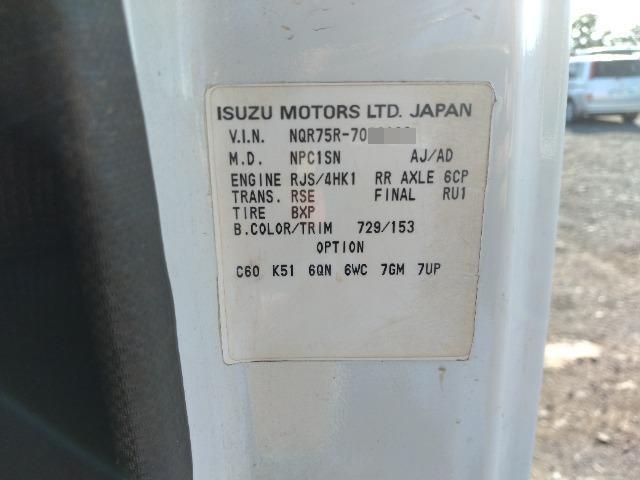 ISUZU MOTORS LTD. JAPAN
V.I.N. NQR75R-70
M.D. NPC1SN AJ/AD
ENGINE RJS/4HK1 RR AXLE 6CP
TRANS. RSE FINAL RU1
TIRE BXP
B.COLOR/TRIM 729/153
OPTION
C60 K51 6QN 6WC 7GM 7UP